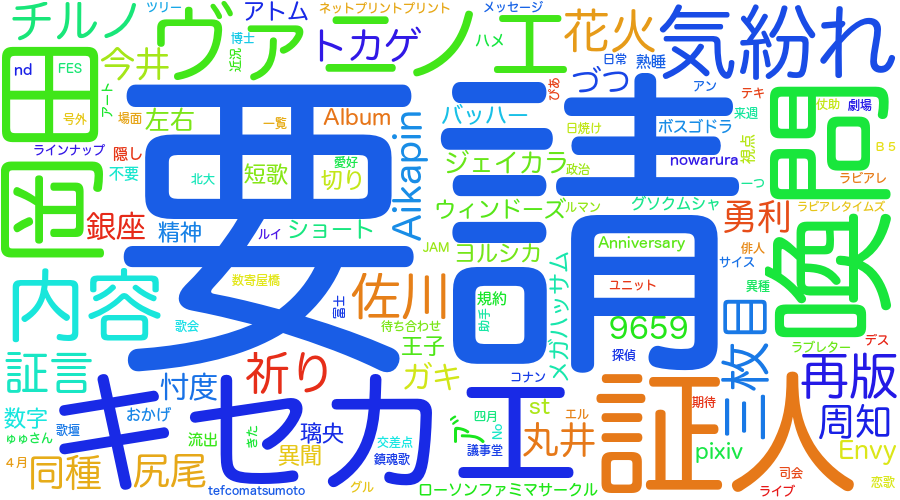 チルノ
ヴァニノエ
ツリー
アトム
ネットプリントプリント
メッセージ
花火
気紛れ
nd
FES
今井
博士
近況
トカゲ
ハメ
日常
熟睡
づつ
アン
ぴあ
テキ
来週
仗助
劇場
田
アート
号外
場面
左右
一覧
Album
バッハー
日焼け
ボスゴドラ
視点
B5
ラインナップ
隠し
不要
北大
短歌
愛好
切り
Aikapin
ジェイカラ
政治
nowarura
一つ
ラビアレ
喚問
要請
銀座
精神
ルイ
ショート
ウィンドーズ
ルマン
グソクムシャ
勇利
ラビアレタイムズ
俳人
JAM
ヨルシカ
Anniversary
サイス
内容
数寄屋橋
冨士
佐川
規約
メガハッサム
ユニット
異種
歌会
待ち合わせ
助手
王子
9659
三枚目
ラブレター
証言
祈り
ガキ
探偵
デス
再版
キセカエ
忖度
コナン
証人
数字
おかげ
st
四月
No
エル
期待
周知
ゅゅさん
歌壇
流出
きた
璃央
交差点
ザ
丸井
pixiv
Envy
4月
同種
尻尾
異聞
鎮魂歌
議事堂
司会
tefcomatsumoto
グル
ローソンファミマサークル
ライブ
恋歌